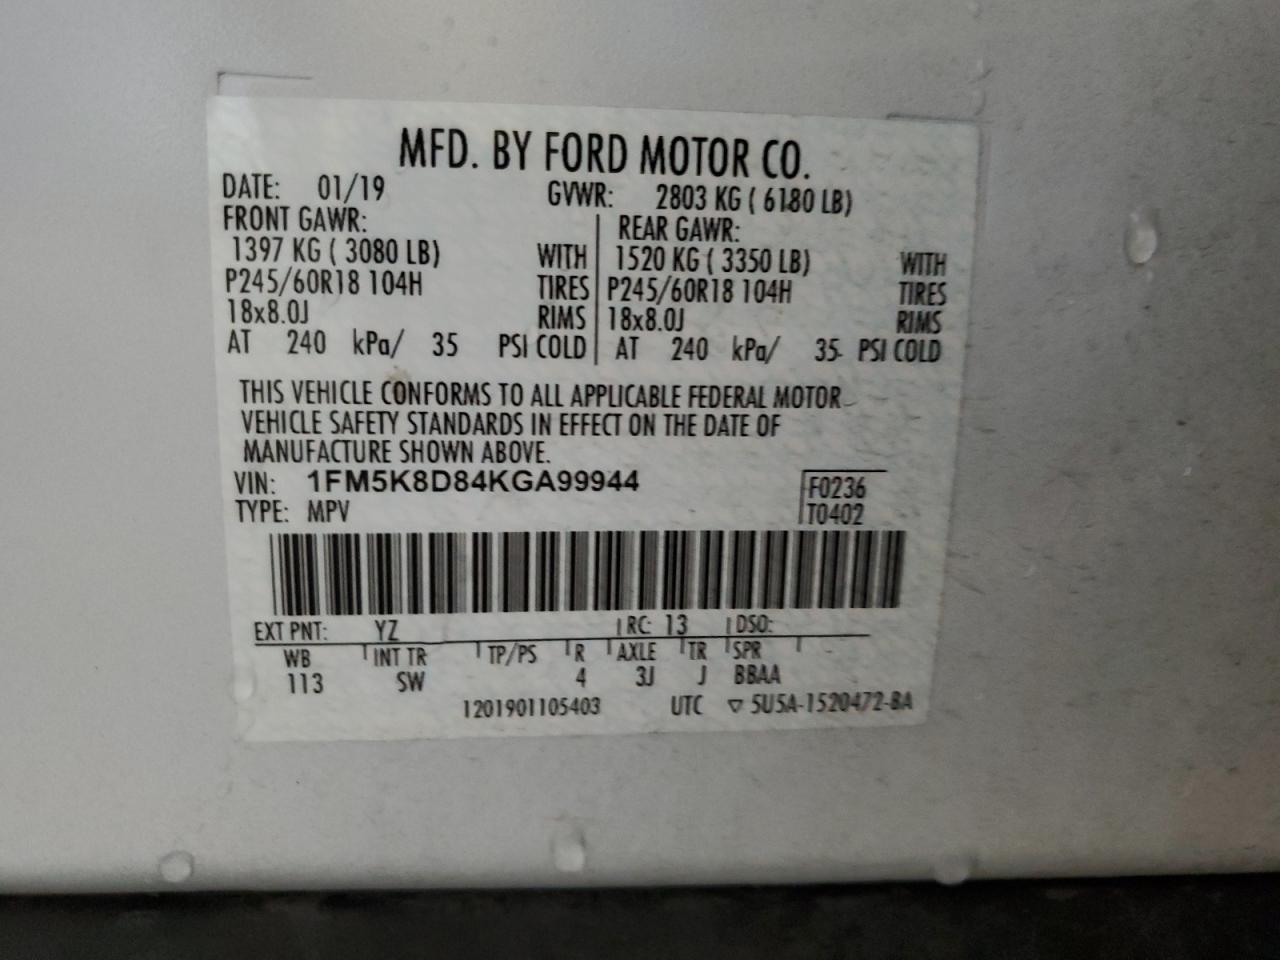 MFD. BY FORD MOTOR CO.
DATE: 01/19 GVWR: 2803 KG ( 6180 LB)
FRONT GAWR: REAR GAWR:
1397 KG ( 3080 LB) WITH 1520 KG ( 3350 LB) WITH
P245/60R18 104H TIRES P245/60R18 104H TIRES
18x8.0J RIMS 18x8.0J RIMS
AT 240 kPa/ 35 PSI COLD AT 240 kPa/ 35 PSI COLD
THIS VEHICLE CONFORMS TO ALL APPLICABLE FEDERAL MOTOR
VEHICLE SAFETY STANDARDS IN EFFECT ON THE DATE OF
MANUFACTURE SHOWN ABOVE.
VIN: 1FM5K8D84KGA99944 F0236
TYPE: MPV T0402
EXT PNT: YZ RC: 13 DSO:
WB INT TR TP/PS R AXLE TR SPR
113 SW 4 3J J BBAA
1201901105403 UTC ▽ 5U5A-1520472-BA